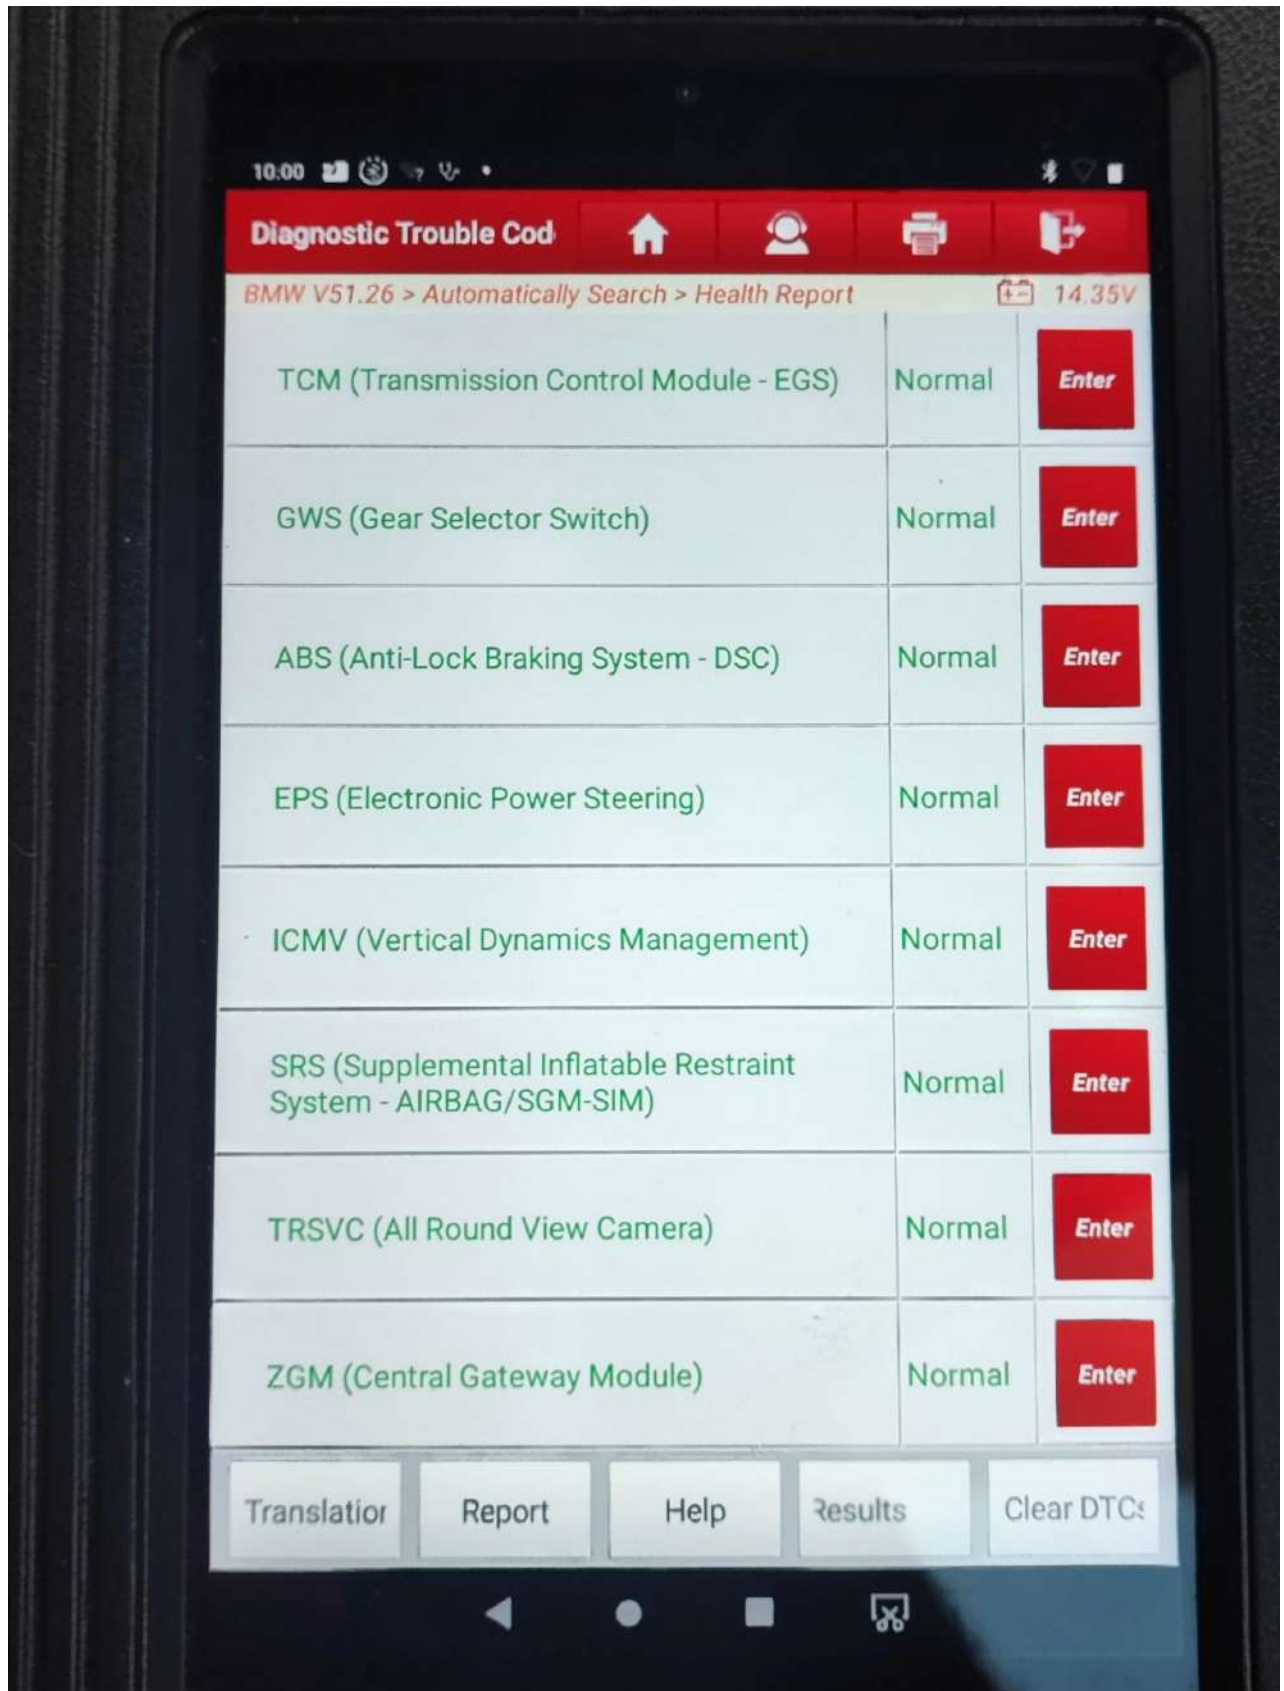 10:00
Diagnostic Trouble Cod
BMW V51.26 > Automatically Search > Health Report 14.35V
TCM (Transmission Control Module - EGS) Normal Enter
GWS (Gear Selector Switch) Normal Enter
ABS (Anti-Lock Braking System - DSC) Normal Enter
EPS (Electronic Power Steering) Normal Enter
ICMV (Vertical Dynamics Management) Normal Enter
SRS (Supplemental Inflatable Restraint
System - AIRBAG/SGM-SIM) Normal Enter
TRSVC (All Round View Camera) Normal Enter
ZGM (Central Gateway Module) Normal Enter
Translation Report Help Results Clear DTCs